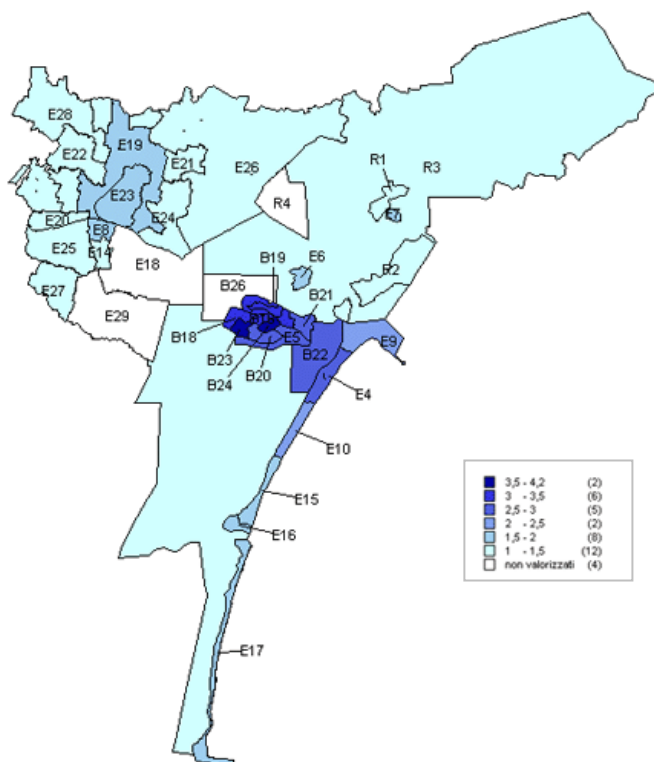 E28
E19
E22
E21
E26
R1
R3
E23
R4
E7
E20
E8
E24
E25
E14
E18
B19
E6
R2
E27
B26
B21
E29
B18
E5
E9
B23
B22
B24
B20
E4
E10
E15
E16
E17
3,5 - 4,2 (2)
3 - 3,5 (6)
2,5 - 3 (5)
2 - 2,5 (2)
1,5 - 2 (8)
1 - 1,5 (12)
non valorizzati (4)